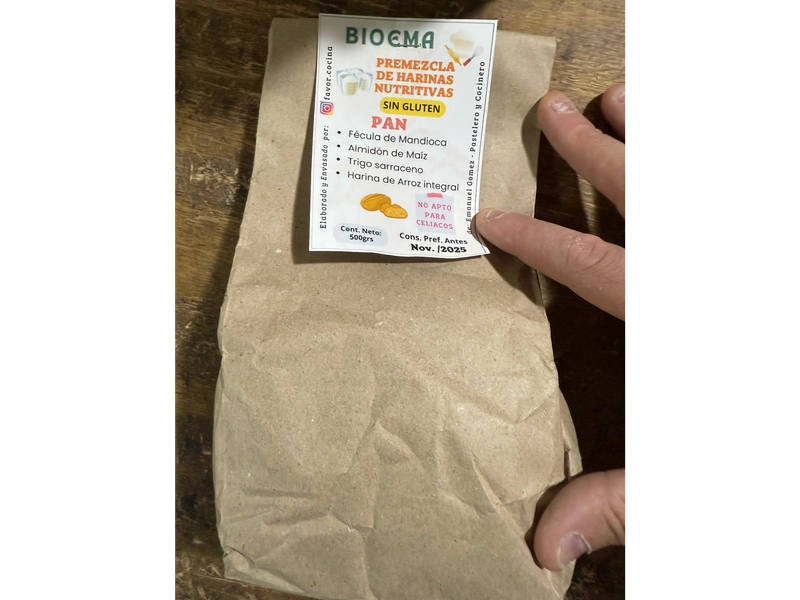 BIOEMA
PREMEZCLA
DE HARINAS
NUTRITIVAS
SIN GLUTEN
PAN
• Fécula de Mandioca
• Almidón de Maíz
• Trigo sarraceno
• Harina de Arroz integral
NO APTO
PARA
CELIACOS
Cont. Neto:
500grs
Cons. Pref. Antes
Nov. /2025
Elaborado y Envasado por: favor.cocina
de: Emanuel Gomez - Pastelero y Cocinero